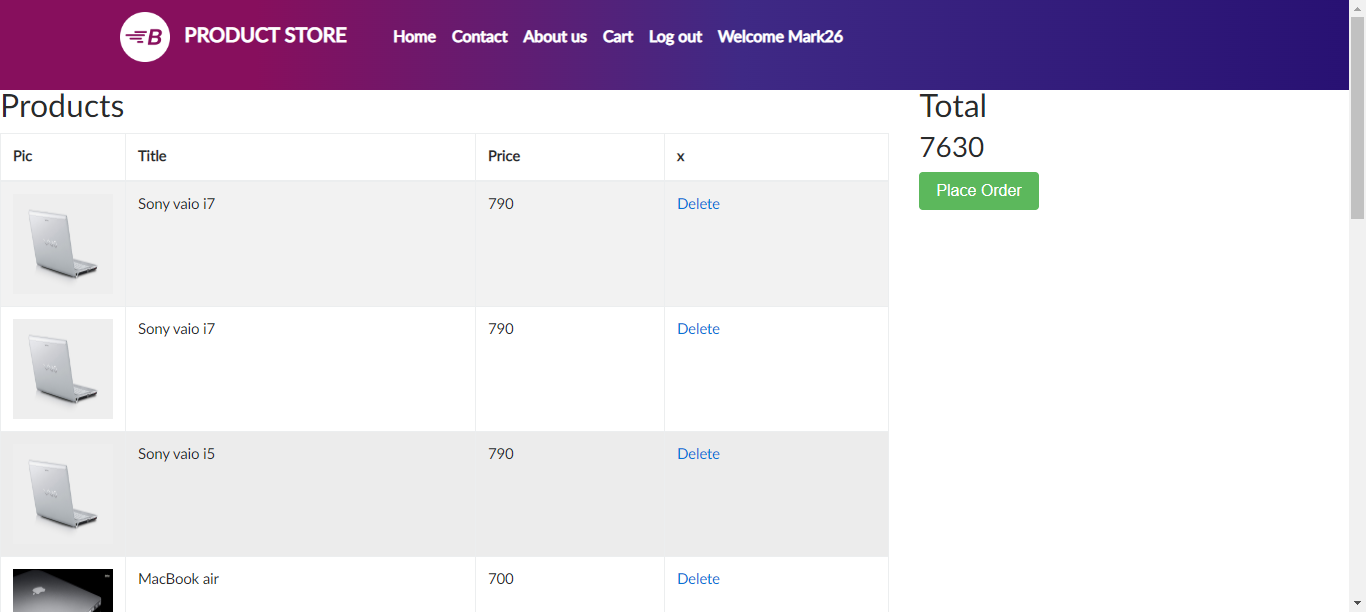 B PRODUCT STORE Home Contact About us Cart Log out Welcome Mark26
Products
Pic Title Price x
Sony vaio i7 790 Delete
Sony vaio i7 790 Delete
Sony vaio i5 790 Delete
MacBook air 700 Delete
Total
7630
Place Order